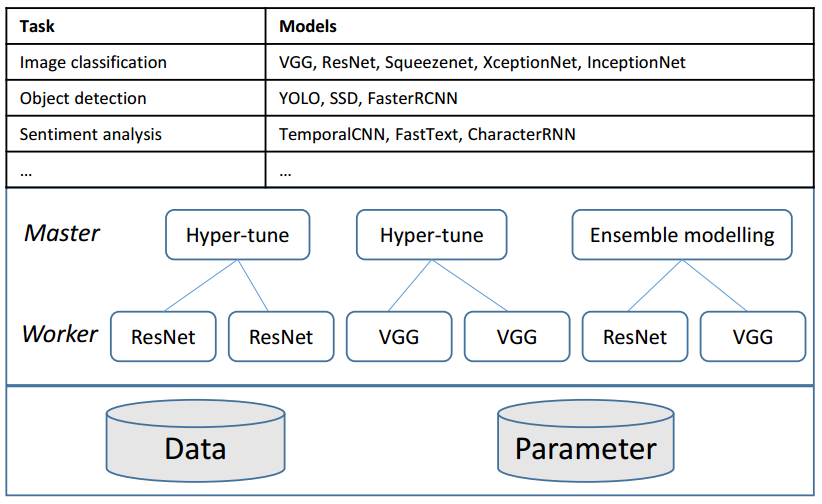 Task Models
Image classification VGG, ResNet, Squeezenet, XceptionNet, InceptionNet
Object detection YOLO, SSD, FasterRCNN
Sentiment analysis TemporalCNN, FastText, CharacterRNN
... ...
Master Hyper-tune Hyper-tune Ensemble modelling
Worker ResNet ResNet VGG VGG ResNet VGG
Data Parameter